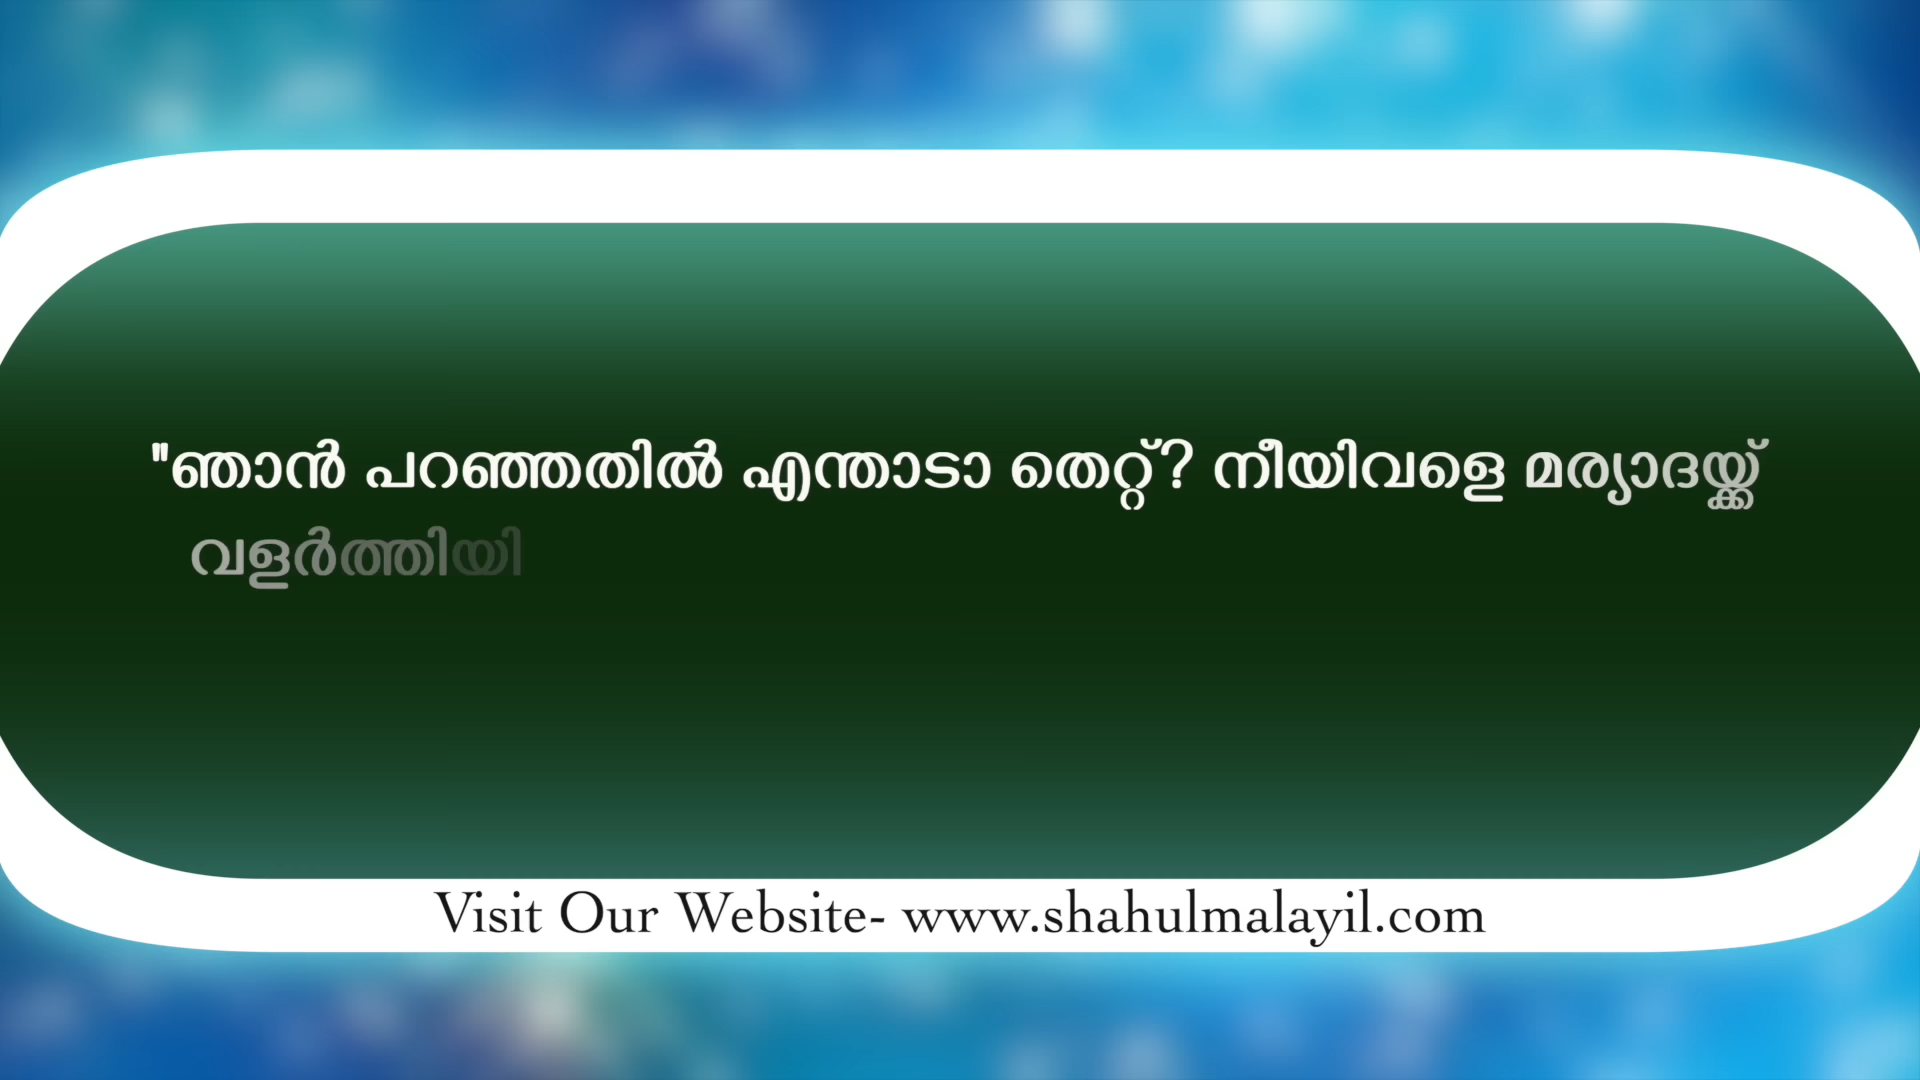 "ഞാൻ പറഞ്ഞതിൽ എന്താടാ തെറ്റ്? നീയിവളെ മര്യാദയ്ക്ക്
വളർത്തിയി
Visit Our Website- www.shahulmalayil.com